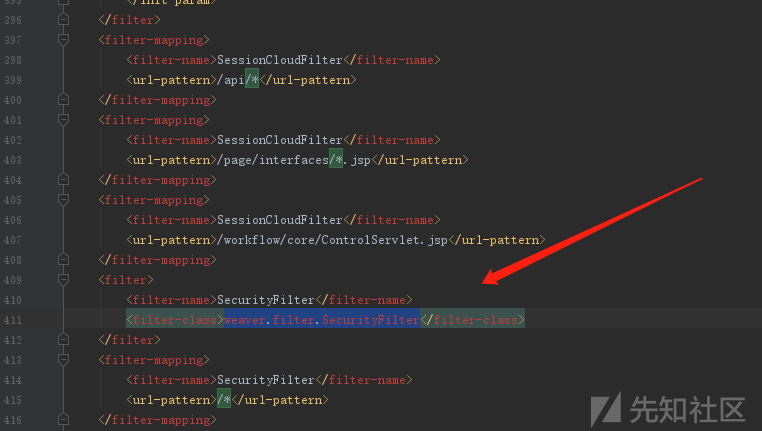 395 </init-param>
396 </filter>
397 <filter-mapping>
398 <filter-name>SessionCloudFilter</filter-name>
399 <url-pattern>/api/*</url-pattern>
400 </filter-mapping>
401 <filter-mapping>
402 <filter-name>SessionCloudFilter</filter-name>
403 <url-pattern>/page/interfaces/*.jsp</url-pattern>
404 </filter-mapping>
405 <filter-mapping>
406 <filter-name>SessionCloudFilter</filter-name>
407 <url-pattern>/workflow/core/ControlServlet.jsp</url-pattern>
408 </filter-mapping>
409 <filter>
410 <filter-name>SecurityFilter</filter-name>
411 <filter-class>weaver.filter.SecurityFilter</filter-class>
412 </filter>
413 <filter-mapping>
414 <filter-name>SecurityFilter</filter-name>
415 <url-pattern>/*</url-pattern>
416 </filter-mapping>
先知社区